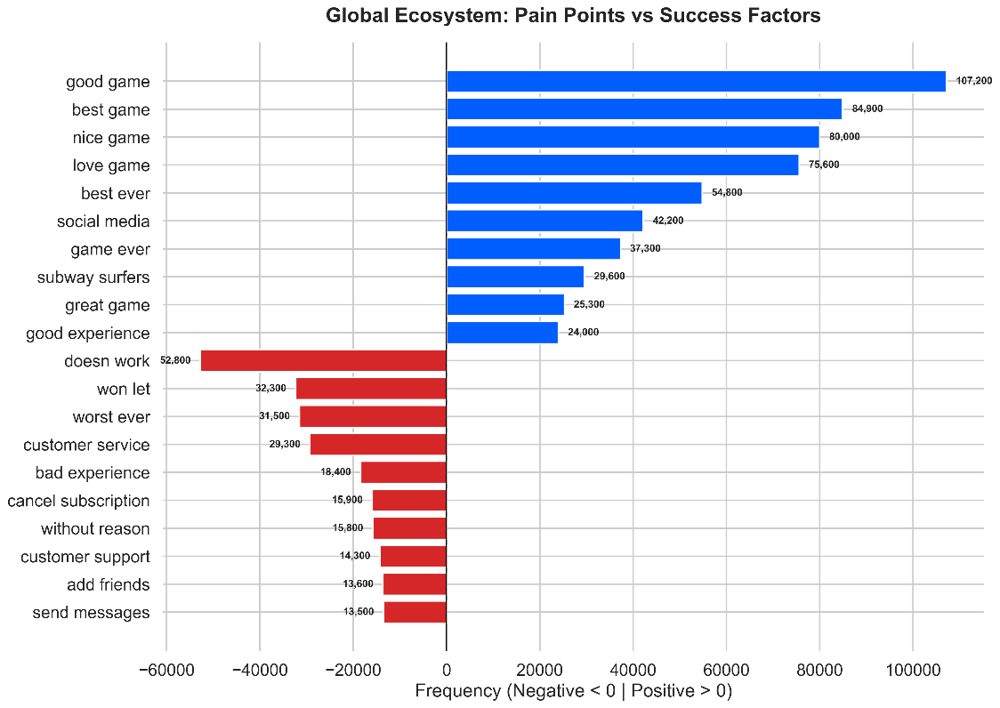 Global Ecosystem: Pain Points vs Success Factors
good game 107,200
best game 84,900
nice game 80,000
love game 75,600
best ever 54,800
social media 42,200
game ever 37,300
subway surfers 29,600
great game 25,300
good experience 24,000
doesn work 52,800
won let 32,300
worst ever 31,500
customer service 29,300
bad experience 18,400
cancel subscription 15,900
without reason 15,800
customer support 14,300
add friends 13,600
send messages 13,500
−60000 −40000 −20000 0 20000 40000 60000 80000 100000
Frequency (Negative < 0 | Positive > 0)